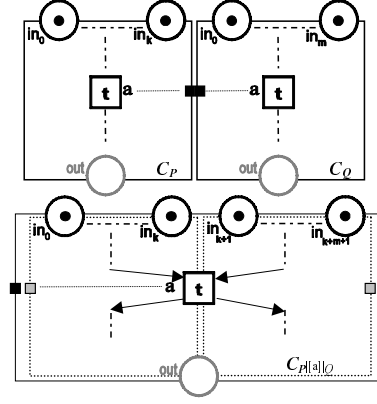 in0 ink in0 inm
t a a t
out CP out CQ
in0 ink ink+1 ink+m+1
a t
out CP|[a]|Q